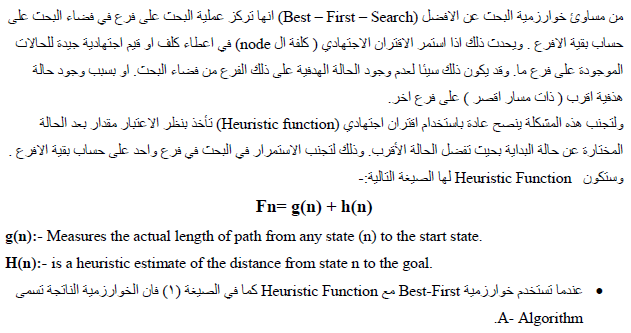 من مساوئ خوارزمية البحث عن الافضل (Best – First – Search) انها تركز عملية البحث على فرع في فضاء البحث على
حساب بقية الافرع . ويحدث ذلك اذا استمر الاقتران الاجتهادي ( كلفة ال node) في اعطاء كلف او قيم اجتهادية جيدة للحالات
الموجودة على فرع ما. وقد يكون ذلك سيئا لعدم وجود الحالة الهدفية على ذلك الفرع من فضاء البحث. او بسبب وجود حالة
هذفية اقرب ( ذات مسار اقصر ) على فرع اخر.
ولتجنب هذه المشكلة ينصح عادة باستخدام اقتران اجتهادي (Heuristic function) تأخذ بنظر الاعتبار مقدار بعد الحالة
المختارة عن حالة البداية بحيث تفضل الحالة الأقرب. وذلك لتجنب الاستمرار في البحث في فرع واحد على حساب بقية الافرع .
وستكون Heuristic Function لها الصيغة التالية:-
Fn= g(n) + h(n)
g(n):- Measures the actual length of path from any state (n) to the start state.
H(n):- is a heuristic estimate of the distance from state n to the goal.
• عندما تستخدم خوارزمية Best-First مع Heuristic Function كما في الصيغة (١) فان الخوارزمية الناتجة تسمى
A- Algorithm.